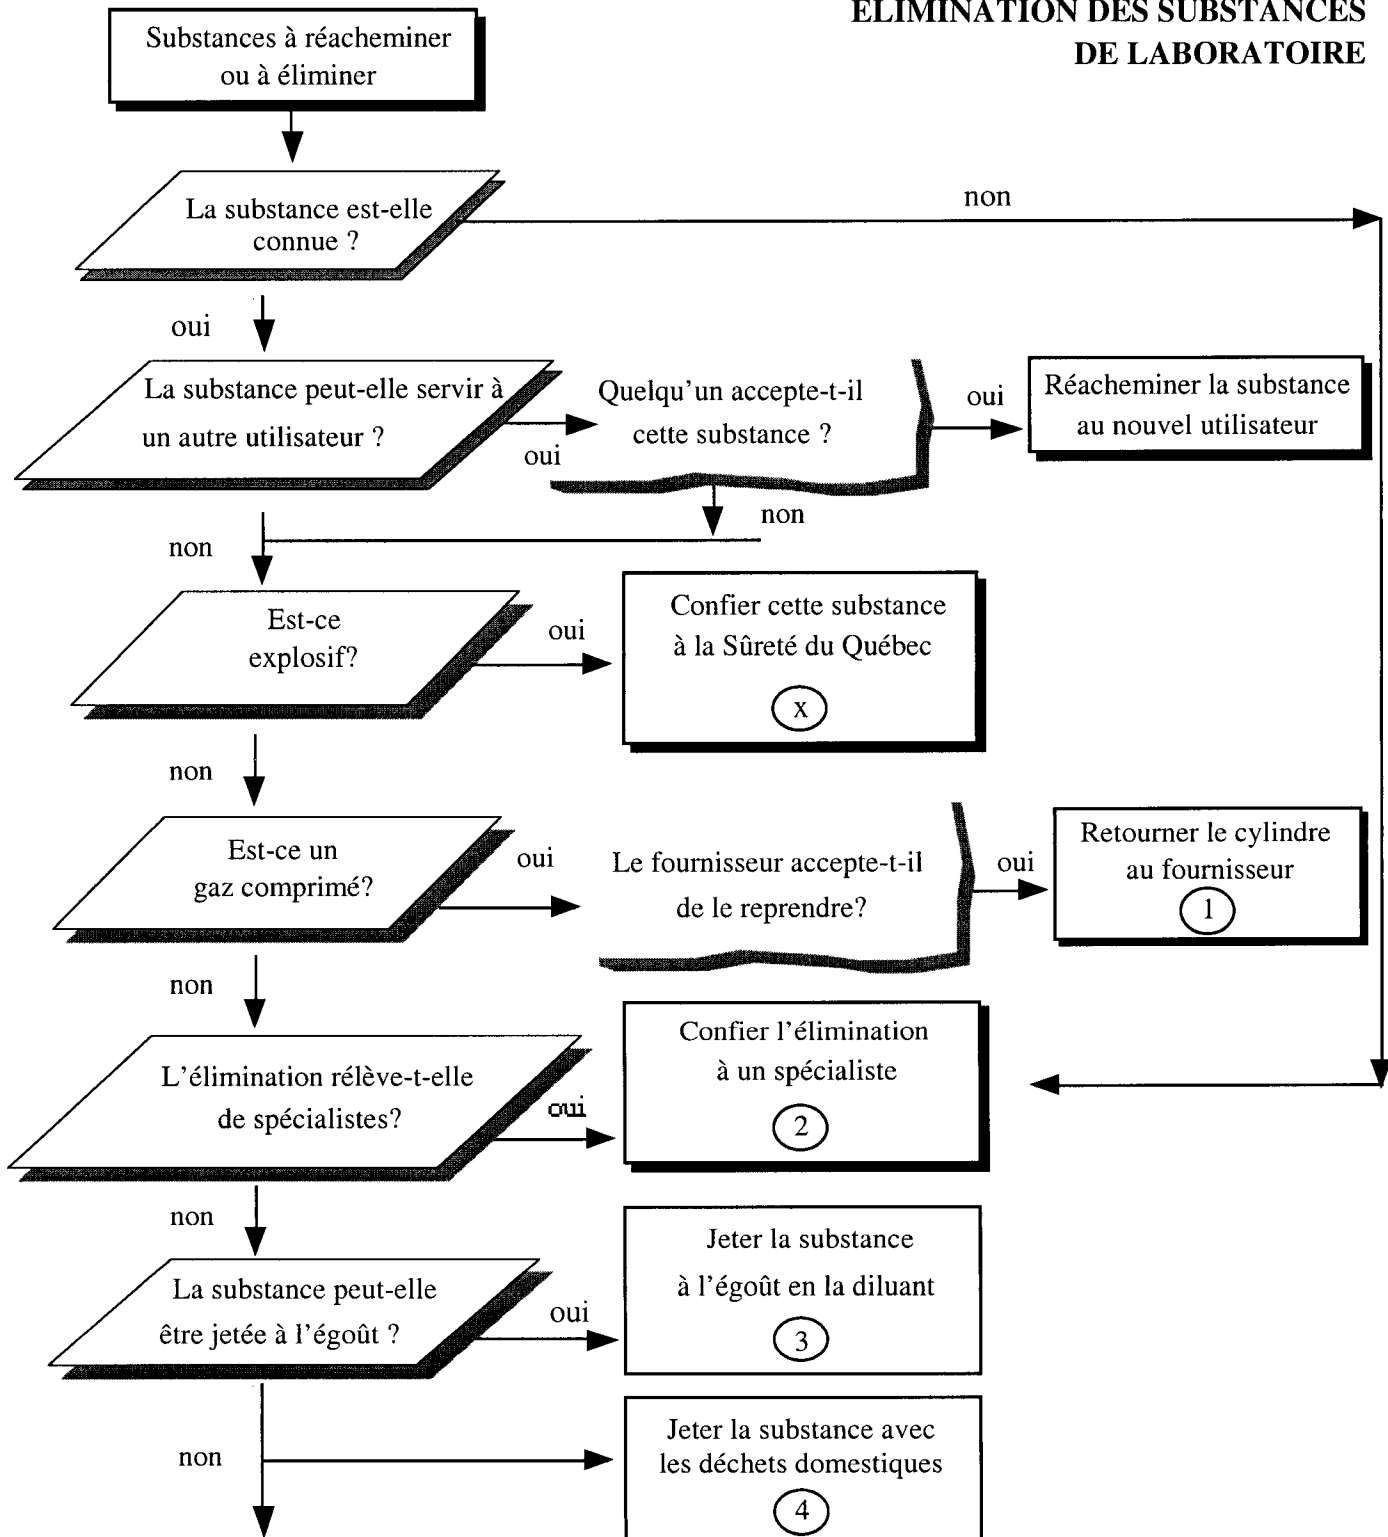 ÉLIMINATION DES SUBSTANCES
DE LABORATOIRE
Substances à réacheminer
ou à éliminer
La substance est-elle
connue ?
non
oui
La substance peut-elle servir à
un autre utilisateur ?
oui
Quelqu'un accepte-t-il
cette substance ?
oui
Réacheminer la substance
au nouvel utilisateur
non
non
Est-ce
explosif?
oui
Confier cette substance
à la Sûreté du Québec
x
non
Est-ce un
gaz comprimé?
oui
Le fournisseur accepte-t-il
de le reprendre?
oui
Retourner le cylindre
au fournisseur
1
non
L'élimination rélève-t-elle
de spécialistes?
oui
Confier l'élimination
à un spécialiste
2
non
La substance peut-elle
être jetée à l'égoût ?
oui
Jeter la substance
à l'égoût en la diluant
3
non
Jeter la substance avec
les déchets domestiques
4